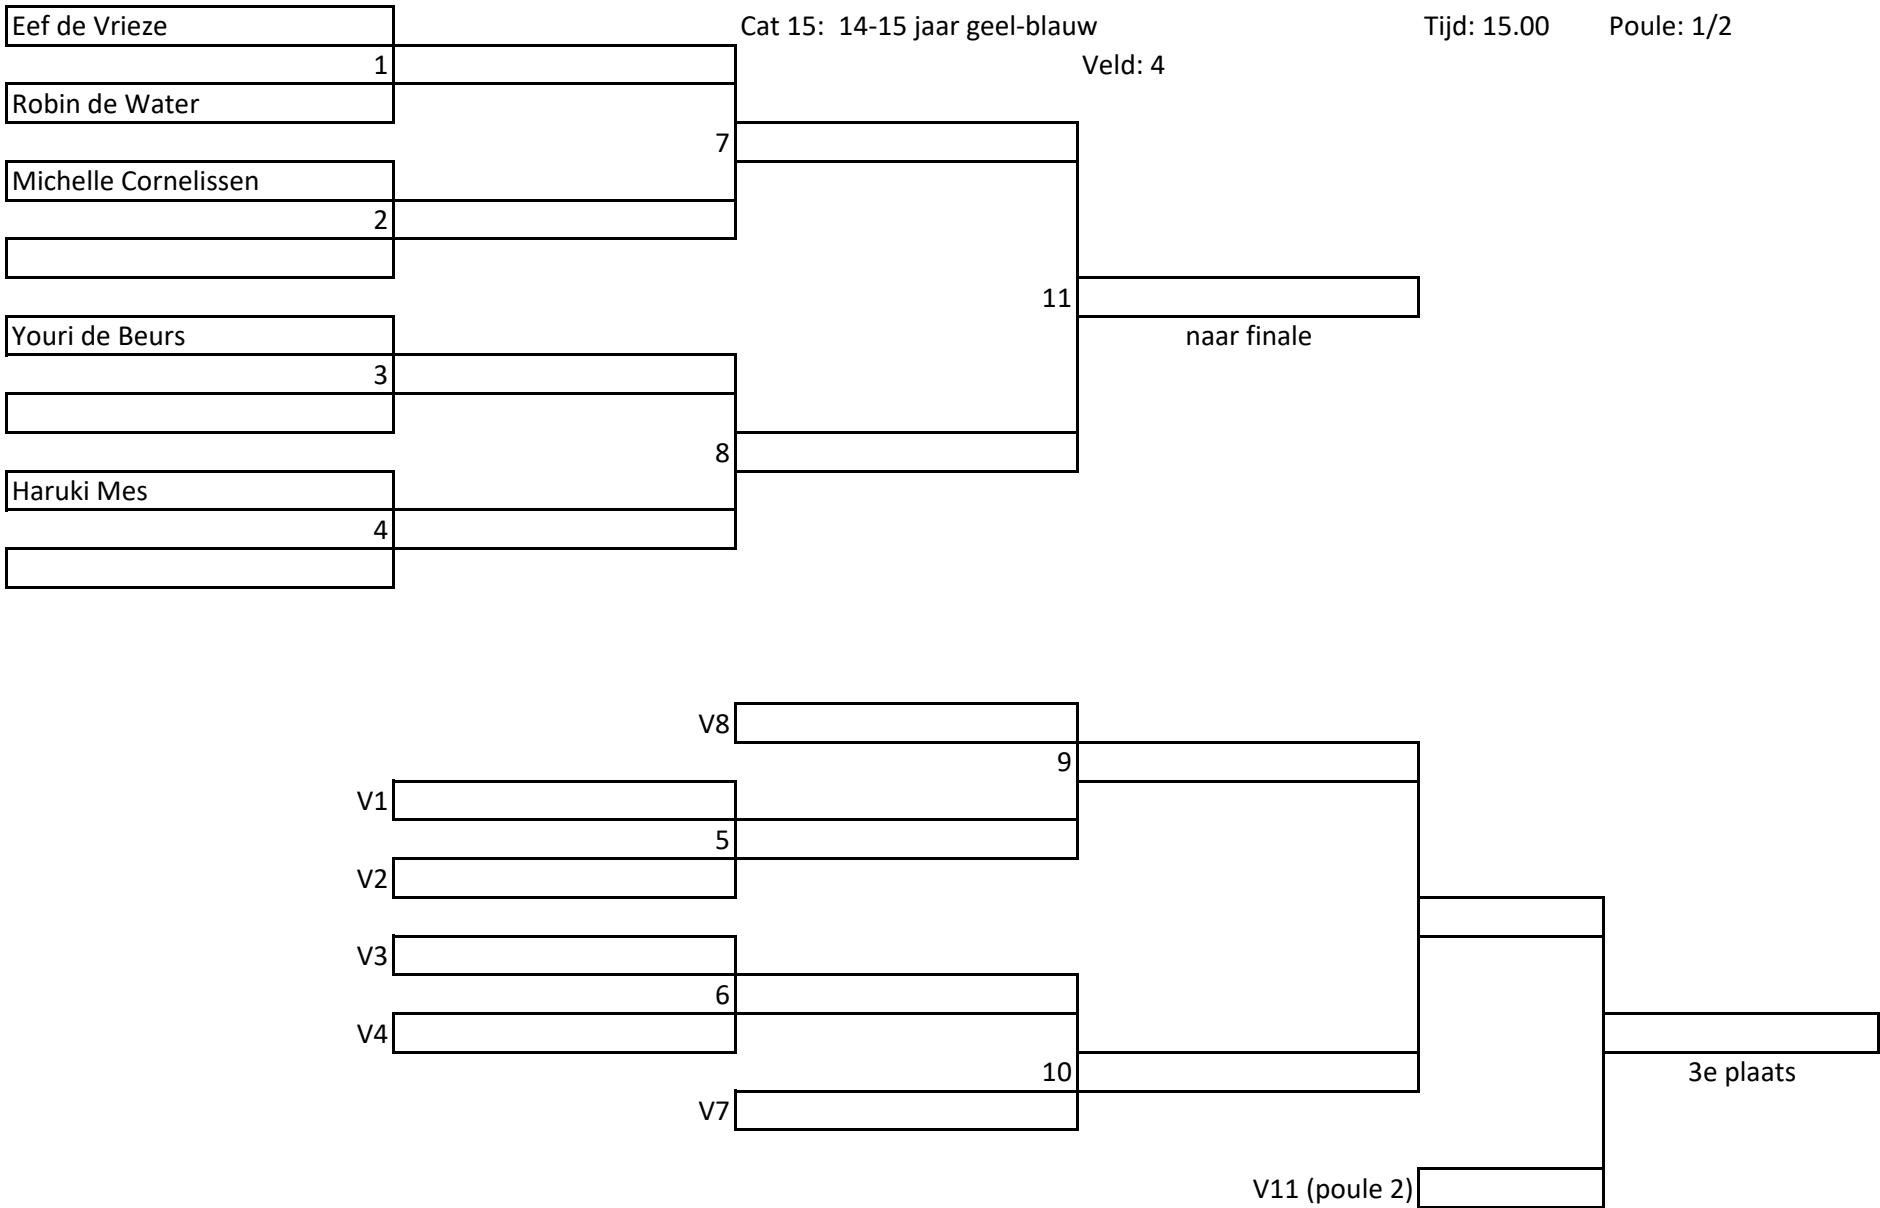 Eef de Vrieze
Cat 15:  14-15 jaar geel-blauw
Tijd: 15.00
Poule: 1/2
1
Veld: 4
Robin de Water
7
Michelle Cornelissen
2
11
Youri de Beurs
naar finale
3
8
Haruki Mes
4
V8
9
V1
5
V2
V3
6
V4
10
3e plaats
V7
V11 (poule 2)